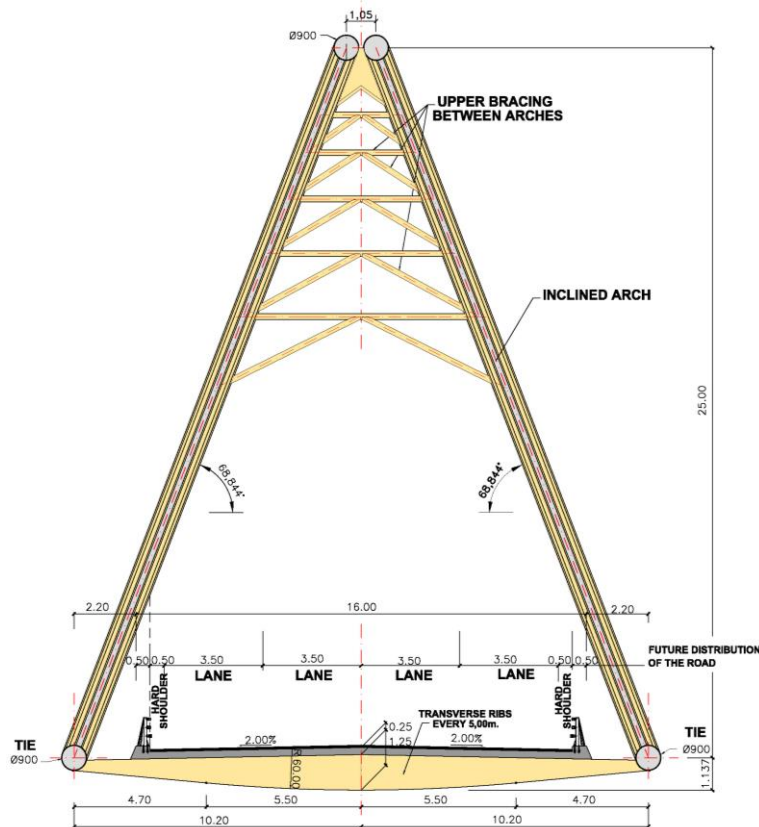 1,05
Ø900
UPPER BRACING
BETWEEN ARCHES
INCLINED ARCH
25.00
68,844°
68,844°
2.20
16.00
2.20
0,50
0,50
3.50
3.50
3.50
3.50
0,50
0,50
FUTURE DISTRIBUTION
OF THE ROAD
LANE
LANE
LANE
LANE
HARD
SHOULDER
HARD
SHOULDER
TRANSVERSE RIBS
EVERY 5,00m.
TIE
Ø900
2.00%
0.25
1.25
2.00%
TIE
Ø900
R60.00
1.137
4.70
5.50
5.50
4.70
10.20
10.20